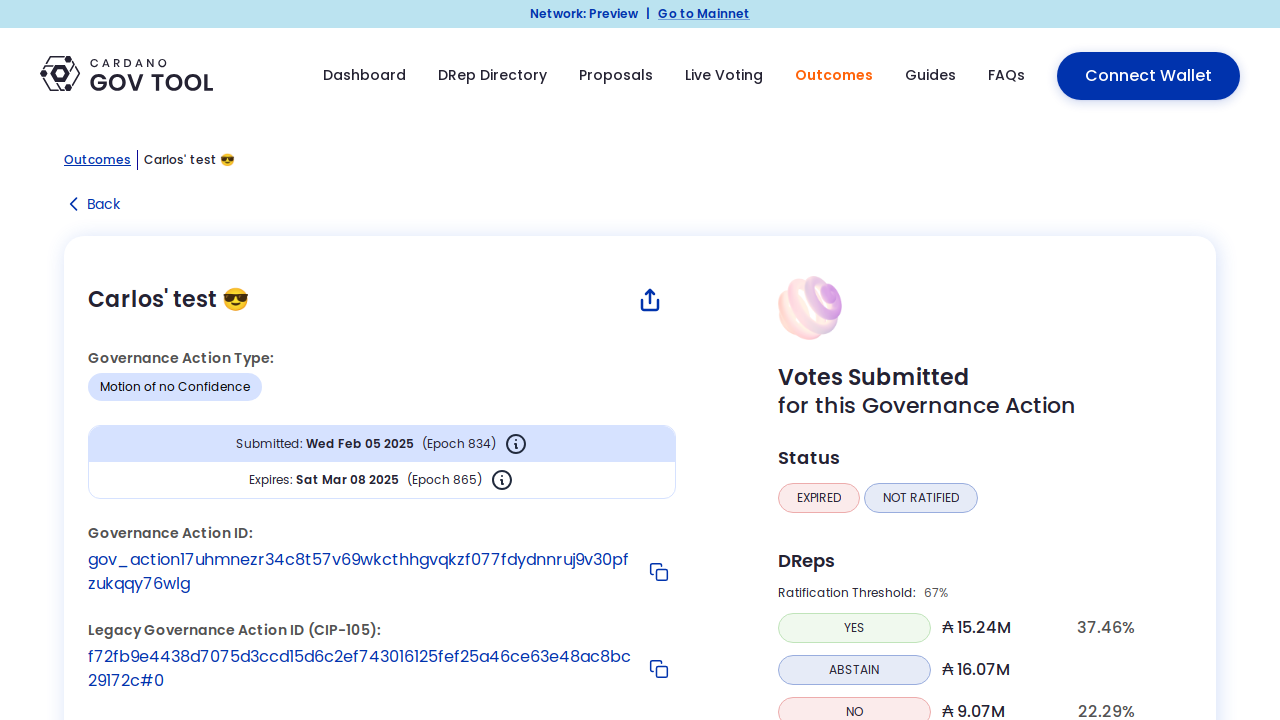 Network: Preview | Go to Mainnet
CARDANO
GOV TOOL
Dashboard
DRep Directory
Proposals
Live Voting
Outcomes
Guides
FAQs
Connect Wallet
Outcomes | Carlos' test 😎
Back
Carlos' test 😎
Governance Action Type:
Motion of no Confidence
Submitted: Wed Feb 05 2025 (Epoch 834)
Expires: Sat Mar 08 2025 (Epoch 865)
Governance Action ID:
gov_action17uhmnezr34c8t57v69wkcthhgvqkzf077fdydnnruj9v30pf
zukqqy76wlg
Legacy Governance Action ID (CIP-105):
f72fb9e4438d7075d3ccd15d6c2ef743016125fef25a46ce63e48ac8bc
29172c#0
Votes Submitted
for this Governance Action
Status
EXPIRED
NOT RATIFIED
DReps
Ratification Threshold: 67%
YES ₳ 15.24M 37.46%
ABSTAIN ₳ 16.07M
NO ₳ 9.07M 22.29%